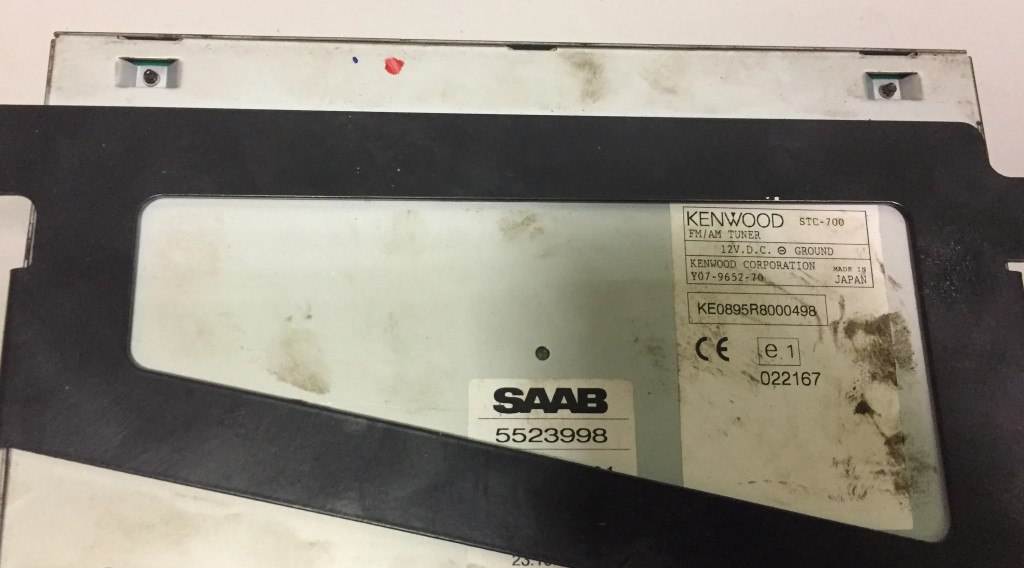 KENWOOD STC-700
FM/AM TUNER
12V.D.C. ⊖ GROUND
KENWOOD CORPORATION
Y07-9652-70
MADE IN
JAPAN
KE0895R8000498
CE e1
022167
SAAB
5523998